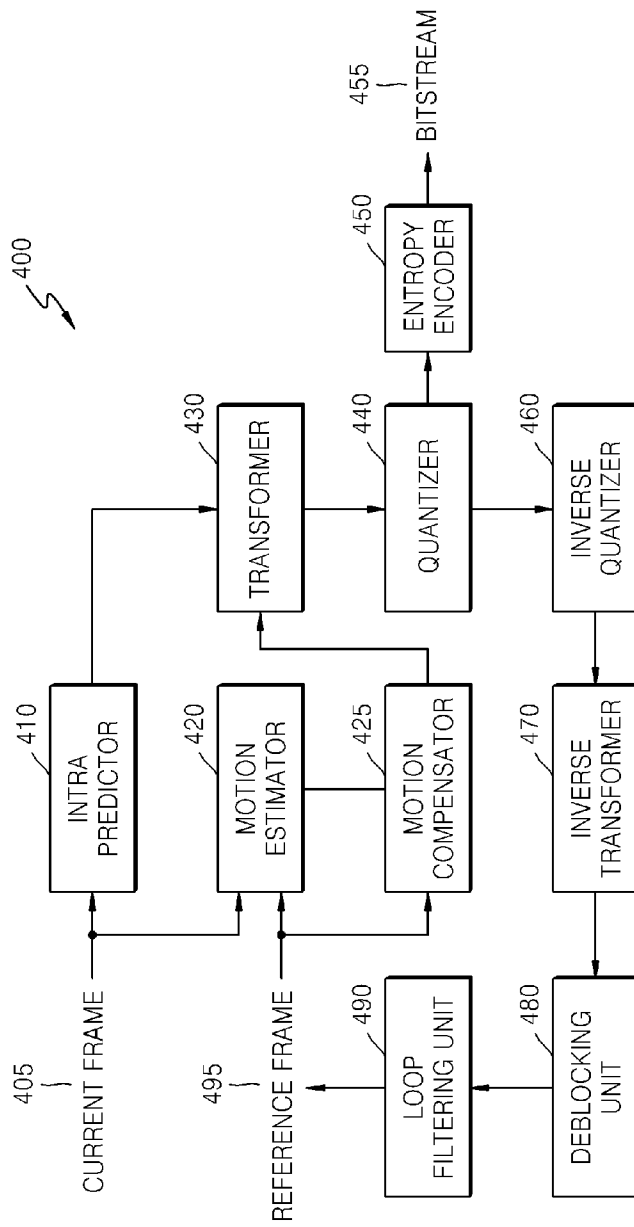 400
405
CURRENT FRAME
495
REFERENCE FRAME
410
INTRA
PREDICTOR
420
MOTION
ESTIMATOR
425
MOTION
COMPENSATOR
430
TRANSFORMER
440
QUANTIZER
450
ENTROPY
ENCODER
455
BITSTREAM
460
INVERSE
QUANTIZER
470
INVERSE
TRANSFORMER
480
DEBLOCKING
UNIT
490
LOOP
FILTERING UNIT